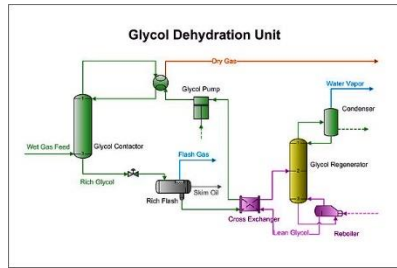 Glycol Dehydration Unit
Dry Gas
Water Vapor
Glycol Pump
Condenser
Wet Gas Feed
Glycol Contactor
Flash Gas
Glycol Regenerator
Rich Glycol
Rich Flash
Skim Oil
Cross Exchanger
Lean Glycol
Reboiler